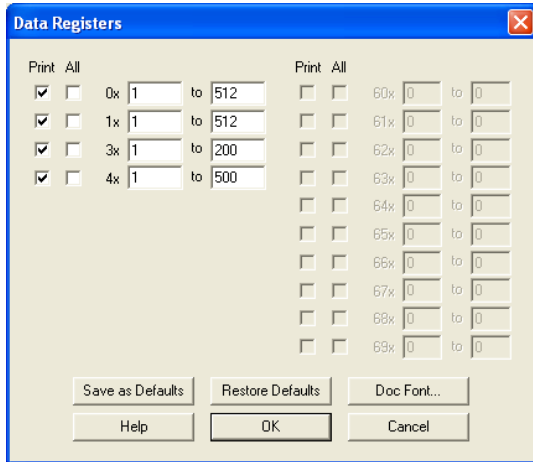 Data Registers
Print All Print All
0x 1 to 512 60x 0 to 0
1x 1 to 512 61x 0 to 0
3x 1 to 200 62x 0 to 0
4x 1 to 500 63x 0 to 0
64x 0 to 0
65x 0 to 0
66x 0 to 0
67x 0 to 0
68x 0 to 0
69x 0 to 0
Save as Defaults Restore Defaults Doc Font...
Help OK Cancel